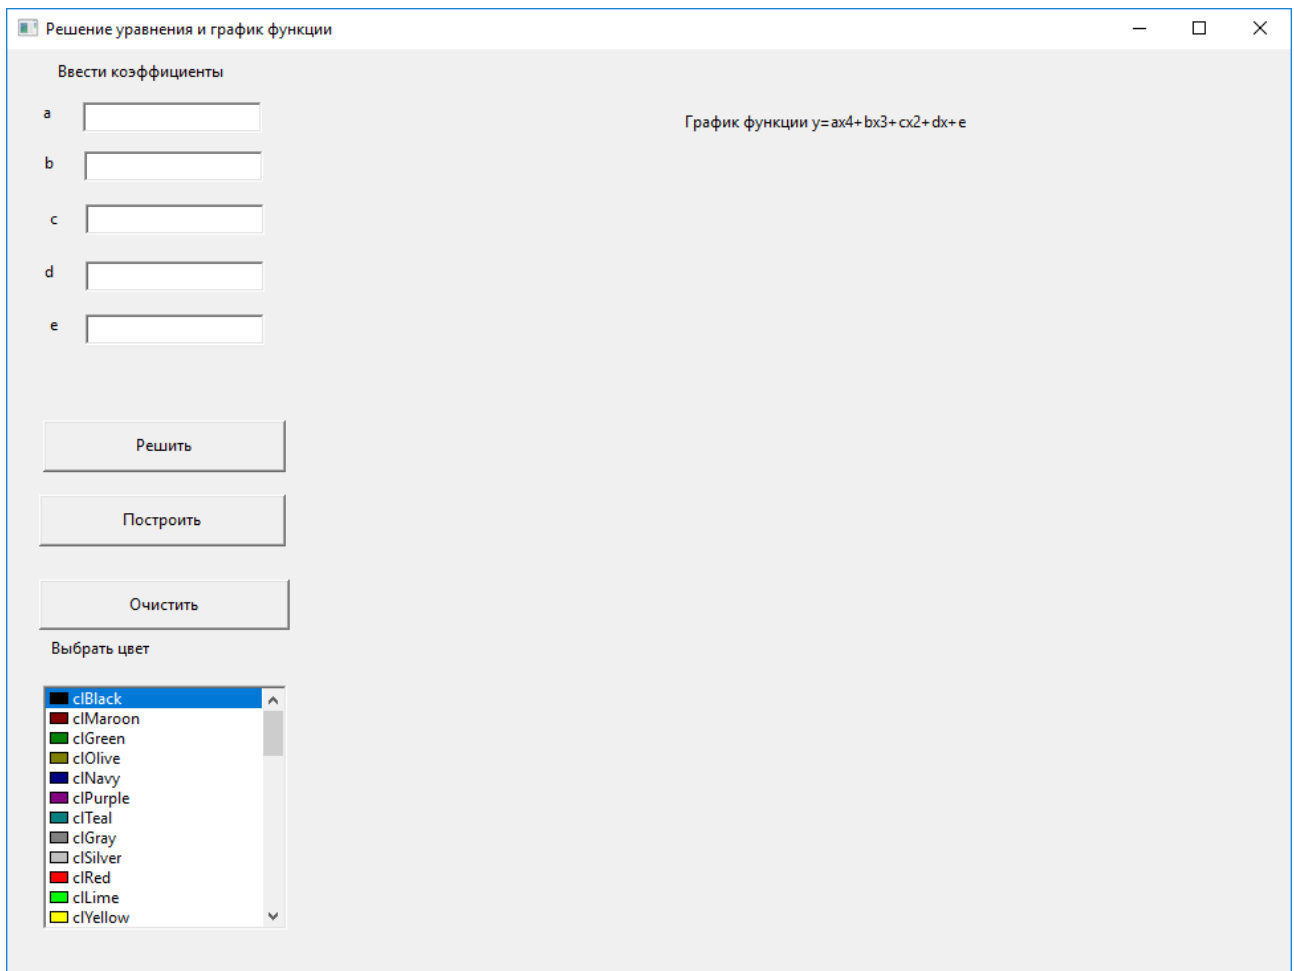 Решение уравнения и график функции
Ввести коэффициенты
a
График функции y=ax4+bx3+cx2+dx+e
b
c
d
e
Решить
Построить
Очистить
Выбрать цвет
clBlack
clMaroon
clGreen
clOlive
clNavy
clPurple
clTeal
clGray
clSilver
clRed
clLime
clYellow